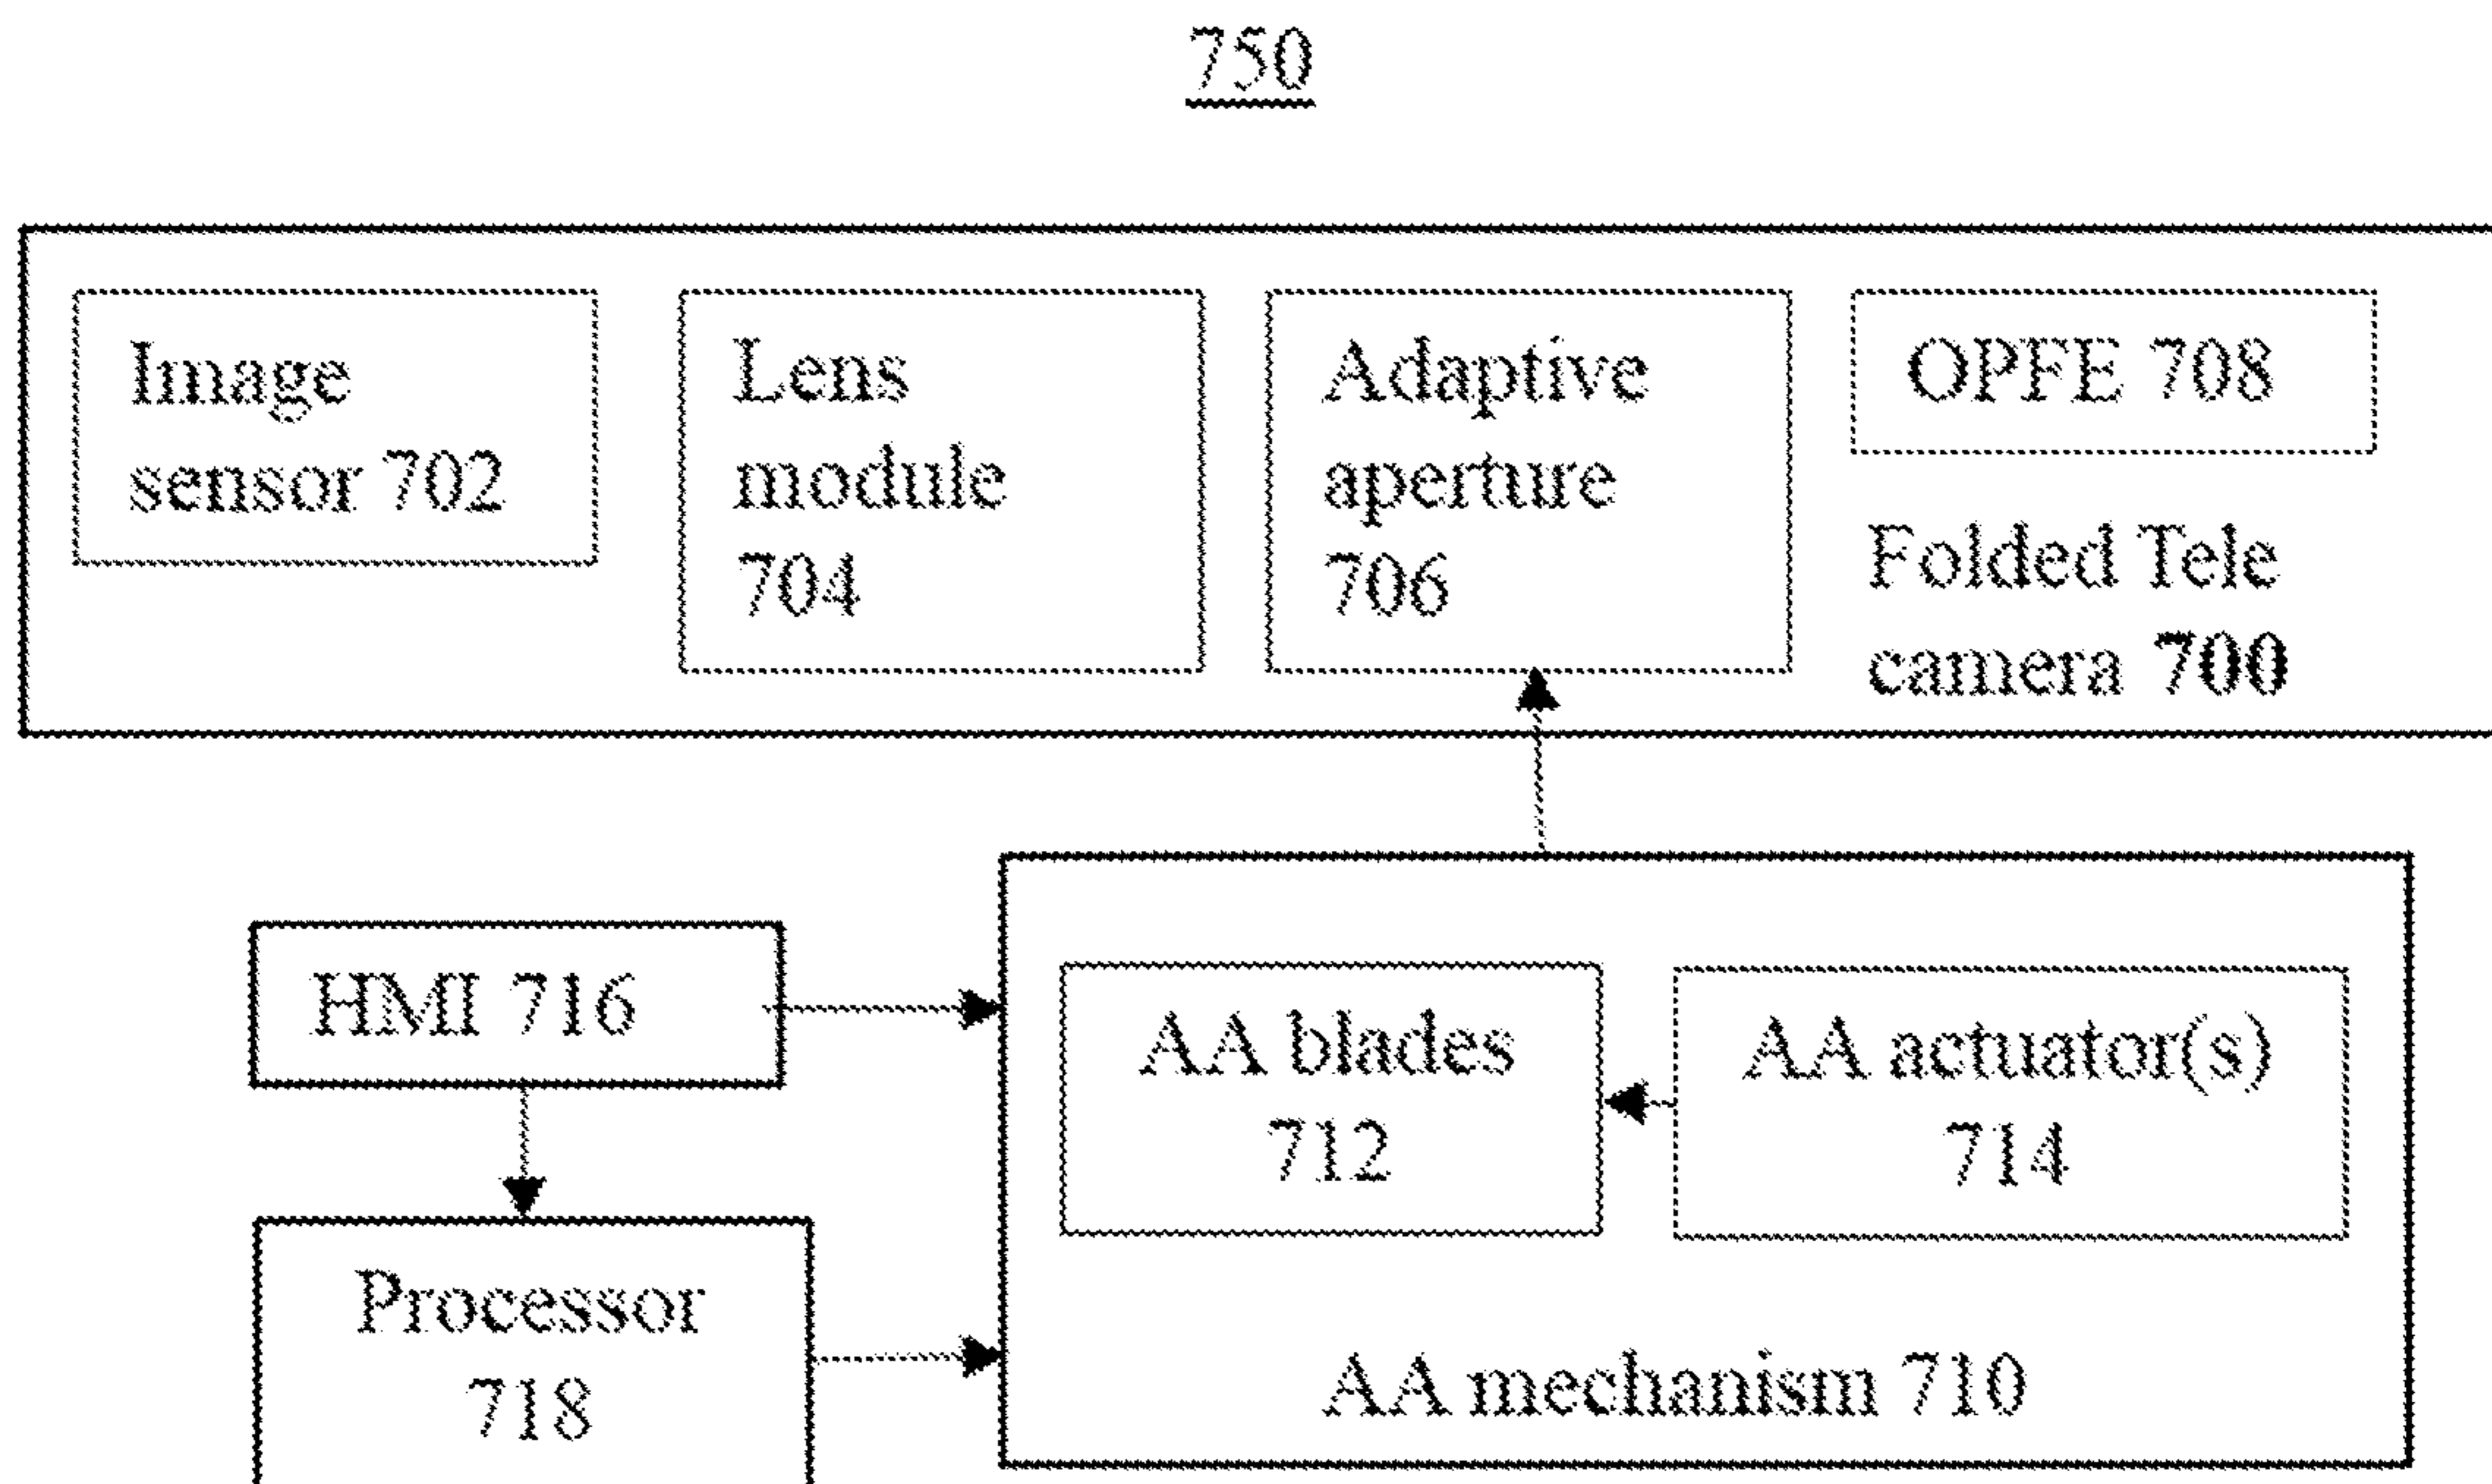 750
Image
sensor 702
Lens
module
704
Adaptive
aperture
706
OPFE 708
Folded Tele
camera 700
HMI 716
AA blades
712
AA actuator(s)
714
Processor
718
AA mechanism 710